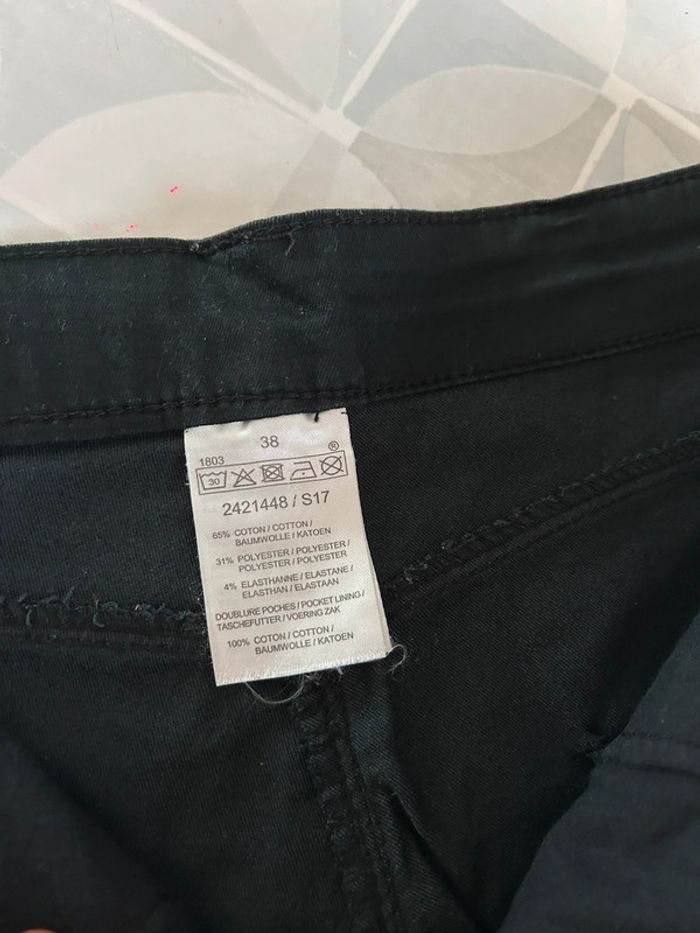 38
1803
®
30
2421448 / S17
65% COTON / COTTON /
BAUMWOLLE / KATOEN
31% POLYESTER / POLYESTER /
POLYESTER / POLYESTER
4% ELASTHANNE / ELASTANE /
ELASTHAN / ELASTAAN
DOUBLURE POCHES / POCKET LINING /
TASCHEFUTTER / VOERING ZAK
100% COTON / COTTON /
BAUMWOLLE / KATOEN